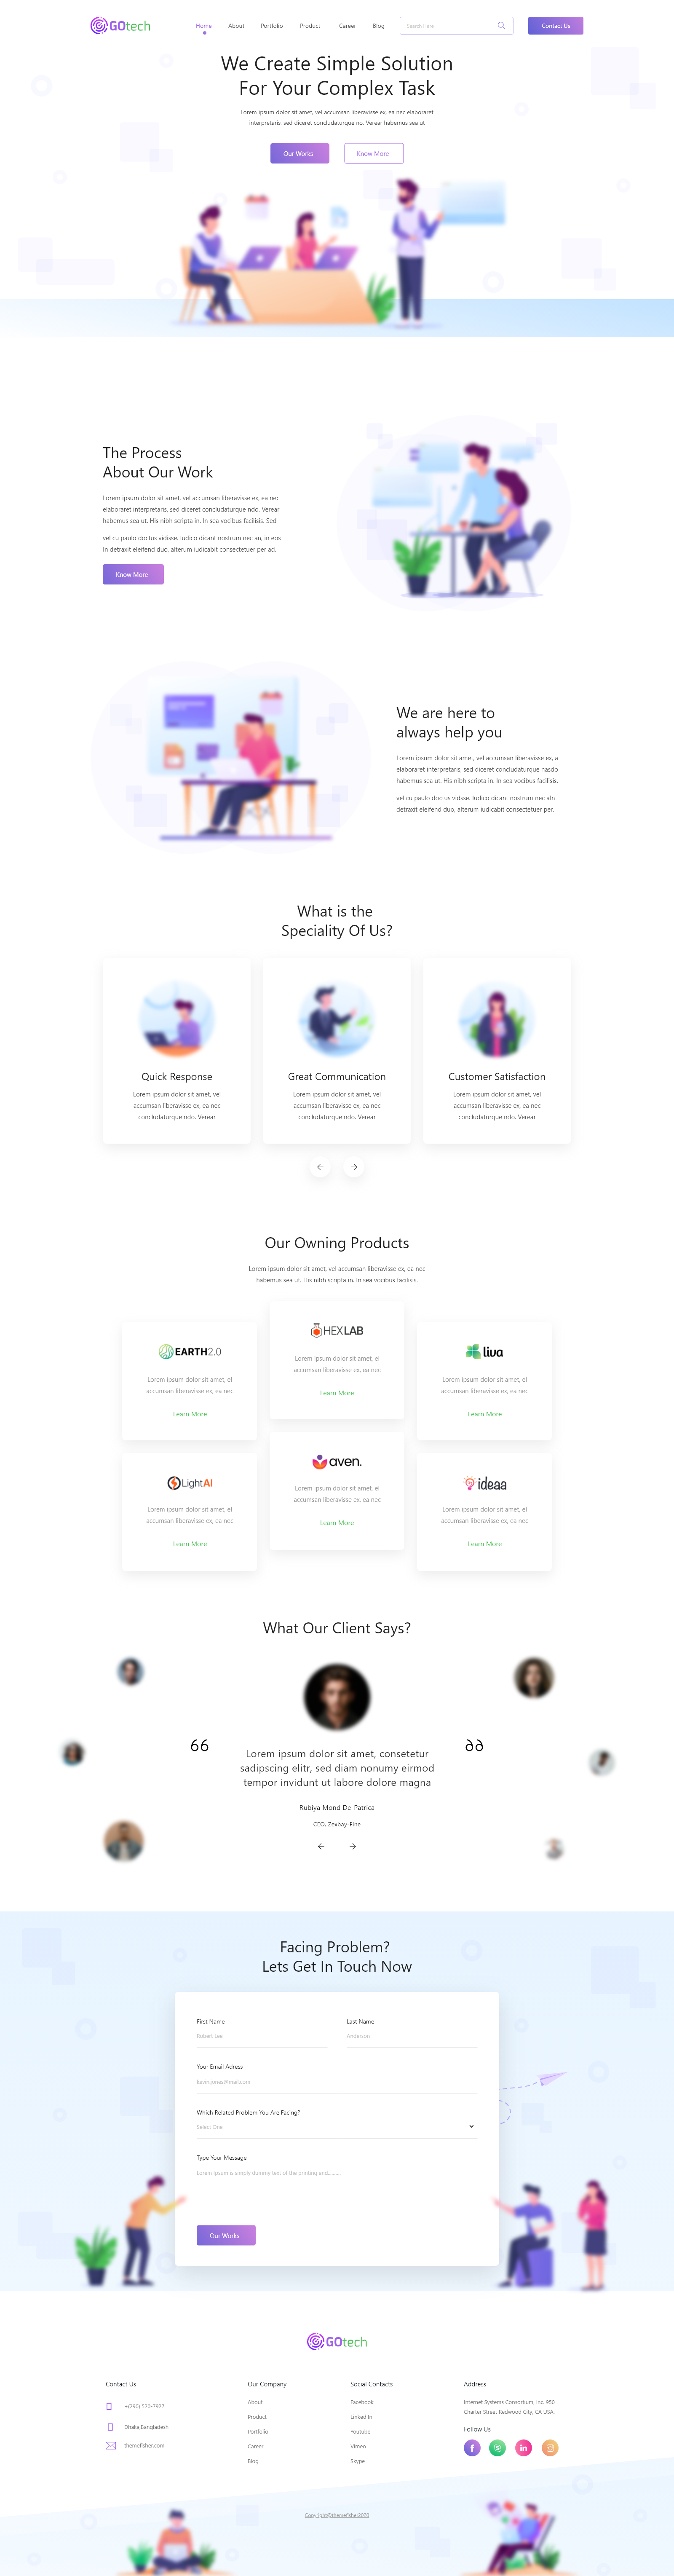 GOtech
Home About Portfolio Product Career Blog Search Here Contact Us
We Create Simple Solution
For Your Complex Task
Lorem ipsum dolor sit amet, vel accumsan liberavisse ex, ea nec elaboraret
interpretaris, sed diceret concludaturque no. Verear habemus sea ut
Our Works Know More
The Process
About Our Work
Lorem ipsum dolor sit amet, vel accumsan liberavisse ex, ea nec
elaboraret interpretaris, sed diceret concludaturque ndo. Verear
habemus sea ut. His nibh scripta in. In sea vocibus facilisis. Sed
vel cu paulo doctus vidisse. Iudico dicant nostrum nec an, in eos
In detraxit eleifend duo, alterum iudicabit consectetuer per ad.
Know More
We are here to
always help you
Lorem ipsum dolor sit amet, vel accumsan liberavisse ex, a
elaboraret interpretaris, sed diceret concludaturque nasdo
habemus sea ut. His nibh scripta in. In sea vocibus facilisis.
vel cu paulo doctus vidsse. Iudico dicant nostrum nec aIn
detraxit eleifend duo, alterum iudicabit consectetuer per.
What is the
Speciality Of Us?
Quick Response
Lorem ipsum dolor sit amet, vel
accumsan liberavisse ex, ea nec
concludaturque ndo. Verear
Great Communication
Lorem ipsum dolor sit amet, vel
accumsan liberavisse ex, ea nec
concludaturque ndo. Verear
Customer Satisfaction
Lorem ipsum dolor sit amet, vel
accumsan liberavisse ex, ea nec
concludaturque ndo. Verear
Our Owning Products
Lorem ipsum dolor sit amet, vel accumsan liberavisse ex, ea nec
habemus sea ut. His nibh scripta in. In sea vocibus facilisis.
EARTH2.0
Lorem ipsum dolor sit amet, el
accumsan liberavisse ex, ea nec
Learn More
HEXLAB
Lorem ipsum dolor sit amet, el
accumsan liberavisse ex, ea nec
Learn More
liva
Lorem ipsum dolor sit amet, el
accumsan liberavisse ex, ea nec
Learn More
LightAI
Lorem ipsum dolor sit amet, el
accumsan liberavisse ex, ea nec
Learn More
aven.
Lorem ipsum dolor sit amet, el
accumsan liberavisse ex, ea nec
Learn More
ideaa
Lorem ipsum dolor sit amet, el
accumsan liberavisse ex, ea nec
Learn More
What Our Client Says?
Lorem ipsum dolor sit amet, consetetur
sadipscing elitr, sed diam nonumy eirmod
tempor invidunt ut labore dolore magna
Rubiya Mond De-Patrica
CEO, Zexbay-Fine
Facing Problem?
Lets Get In Touch Now
First Name Last Name
Robert Lee Anderson
Your Email Adress
kevin.jones@mail.com
Which Related Problem You Are Facing?
Select One
Type Your Message
Lorem Ipsum is simply dummy text of the printing and..........
Our Works
GOtech
Contact Us
+(290) 520-7927
Dhaka,Bangladesh
themefisher.com
Our Company
About
Product
Portfolio
Career
Blog
Social Contacts
Facebook
Linked In
Youtube
Vimeo
Skype
Address
Internet Systems Consortium, Inc. 950
Charter Street Redwood City, CA USA.
Follow Us
Copyright@themefisher2020